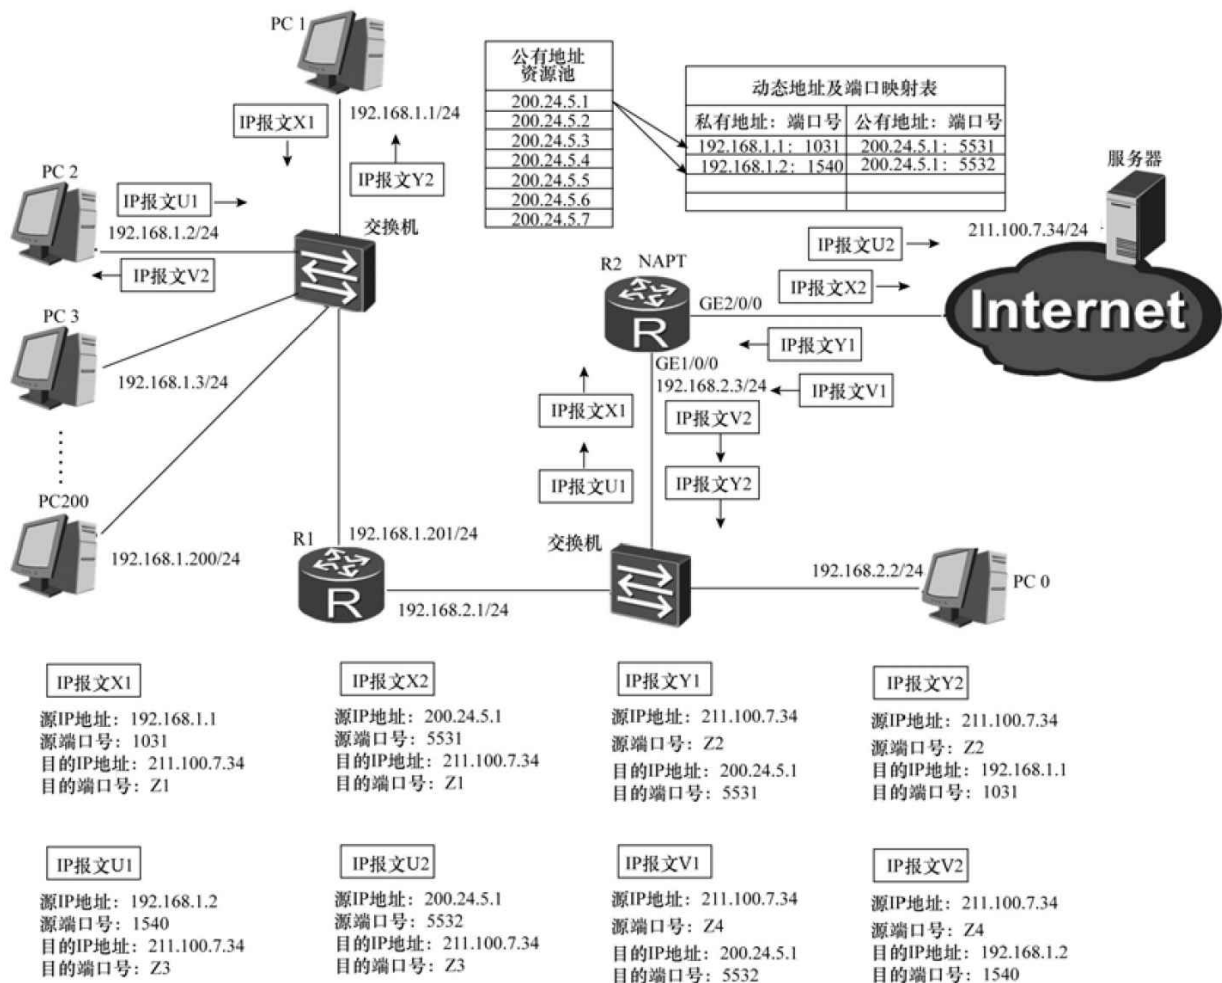 PC 1
IP报文X1
192.168.1.1/24
IP报文Y2
PC 2
IP报文U1
192.168.1.2/24
IP报文V2
交换机
PC 3
192.168.1.3/24
PC200
192.168.1.200/24
R1
192.168.1.201/24
192.168.2.1/24
公有地址
资源池
200.24.5.1
200.24.5.2
200.24.5.3
200.24.5.4
200.24.5.5
200.24.5.6
200.24.5.7
动态地址及端口映射表
私有地址：端口号 公有地址：端口号
192.168.1.1：1031 200.24.5.1：5531
192.168.1.2：1540 200.24.5.1：5532
服务器
211.100.7.34/24
IP报文U2
IP报文X2
R2 NAPT
GE2/0/0
Internet
IP报文Y1
GE1/0/0
192.168.2.3/24
IP报文V1
IP报文X1
IP报文V2
IP报文U1
IP报文Y2
交换机
192.168.2.2/24
PC 0
IP报文X1
源IP地址：192.168.1.1
源端口号：1031
目的IP地址：211.100.7.34
目的端口号：Z1
IP报文X2
源IP地址：200.24.5.1
源端口号：5531
目的IP地址：211.100.7.34
目的端口号：Z1
IP报文Y1
源IP地址：211.100.7.34
源端口号：Z2
目的IP地址：200.24.5.1
目的端口号：5531
IP报文Y2
源IP地址：211.100.7.34
源端口号：Z2
目的IP地址：192.168.1.1
目的端口号：1031
IP报文U1
源IP地址：192.168.1.2
源端口号：1540
目的IP地址：211.100.7.34
目的端口号：Z3
IP报文U2
源IP地址：200.24.5.1
源端口号：5532
目的IP地址：211.100.7.34
目的端口号：Z3
IP报文V1
源IP地址：211.100.7.34
源端口号：Z4
目的IP地址：200.24.5.1
目的端口号：5532
IP报文V2
源IP地址：211.100.7.34
源端口号：Z4
目的IP地址：192.168.1.2
目的端口号：1540